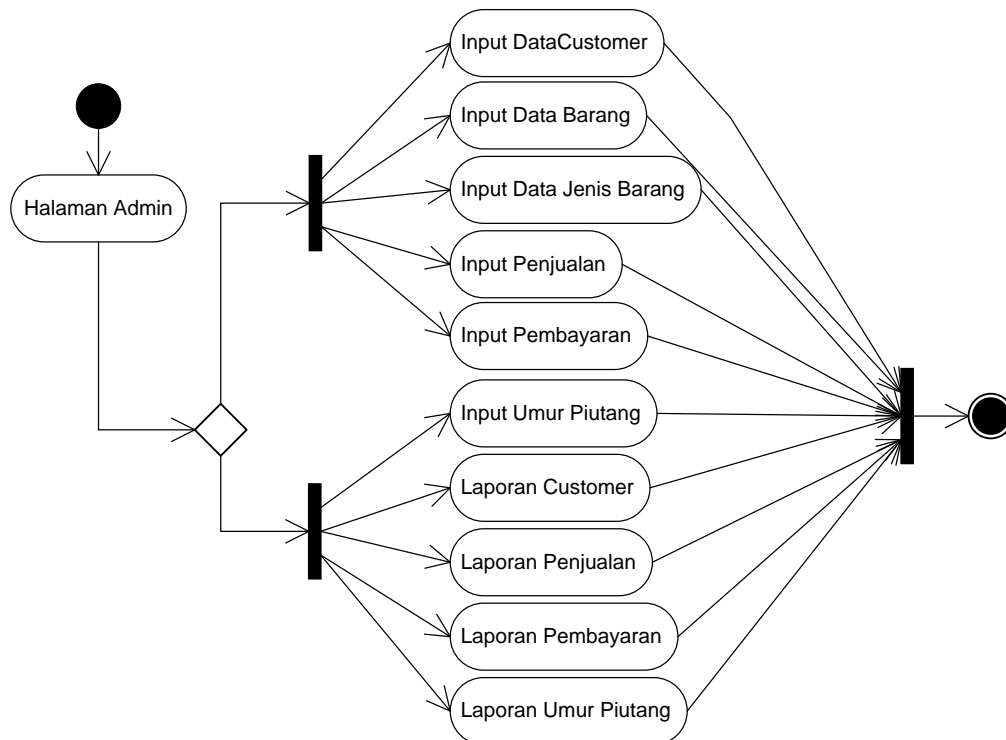 Halaman Admin
Input DataCustomer
Input Data Barang
Input Data Jenis Barang
Input Penjualan
Input Pembayaran
Input Umur Piutang
Laporan Customer
Laporan Penjualan
Laporan Pembayaran
Laporan Umur Piutang